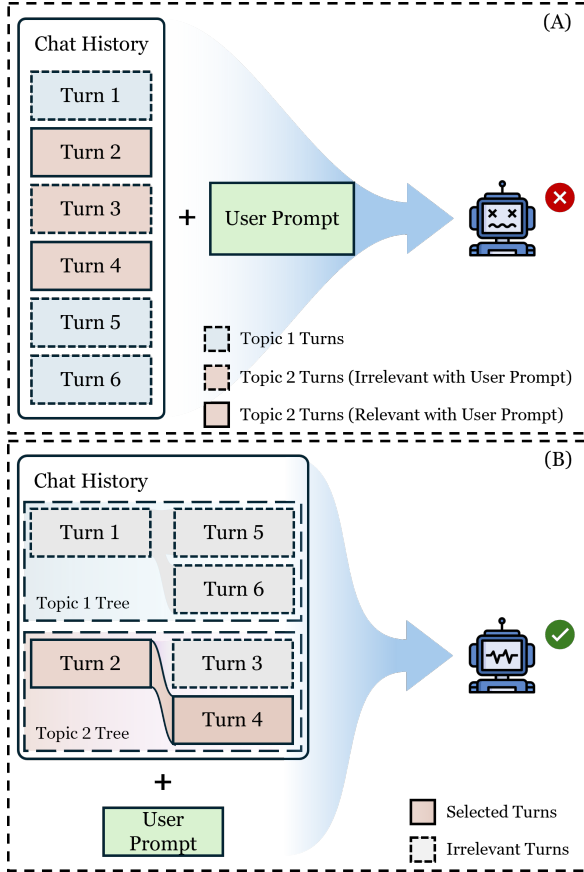 (A)
Chat History
Turn 1
Turn 2
Turn 3
Turn 4
Turn 5
Turn 6
+
User Prompt
Topic 1 Turns
Topic 2 Turns (Irrelevant with User Prompt)
Topic 2 Turns (Relevant with User Prompt)
(B)
Chat History
Turn 1
Turn 5
Turn 6
Topic 1 Tree
Turn 2
Turn 3
Turn 4
Topic 2 Tree
+
User
Prompt
Selected Turns
Irrelevant Turns